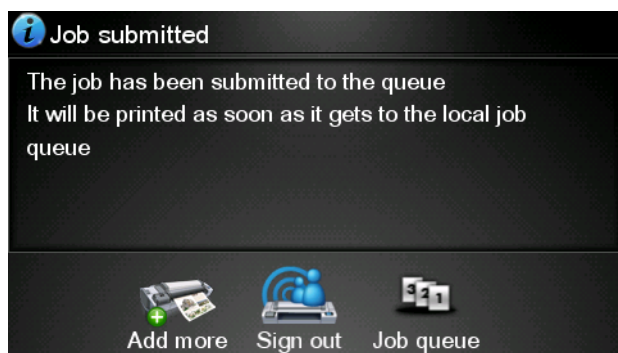 Job submitted
The job has been submitted to the queue
It will be printed as soon as it gets to the local job
queue
321
Add more Sign out Job queue